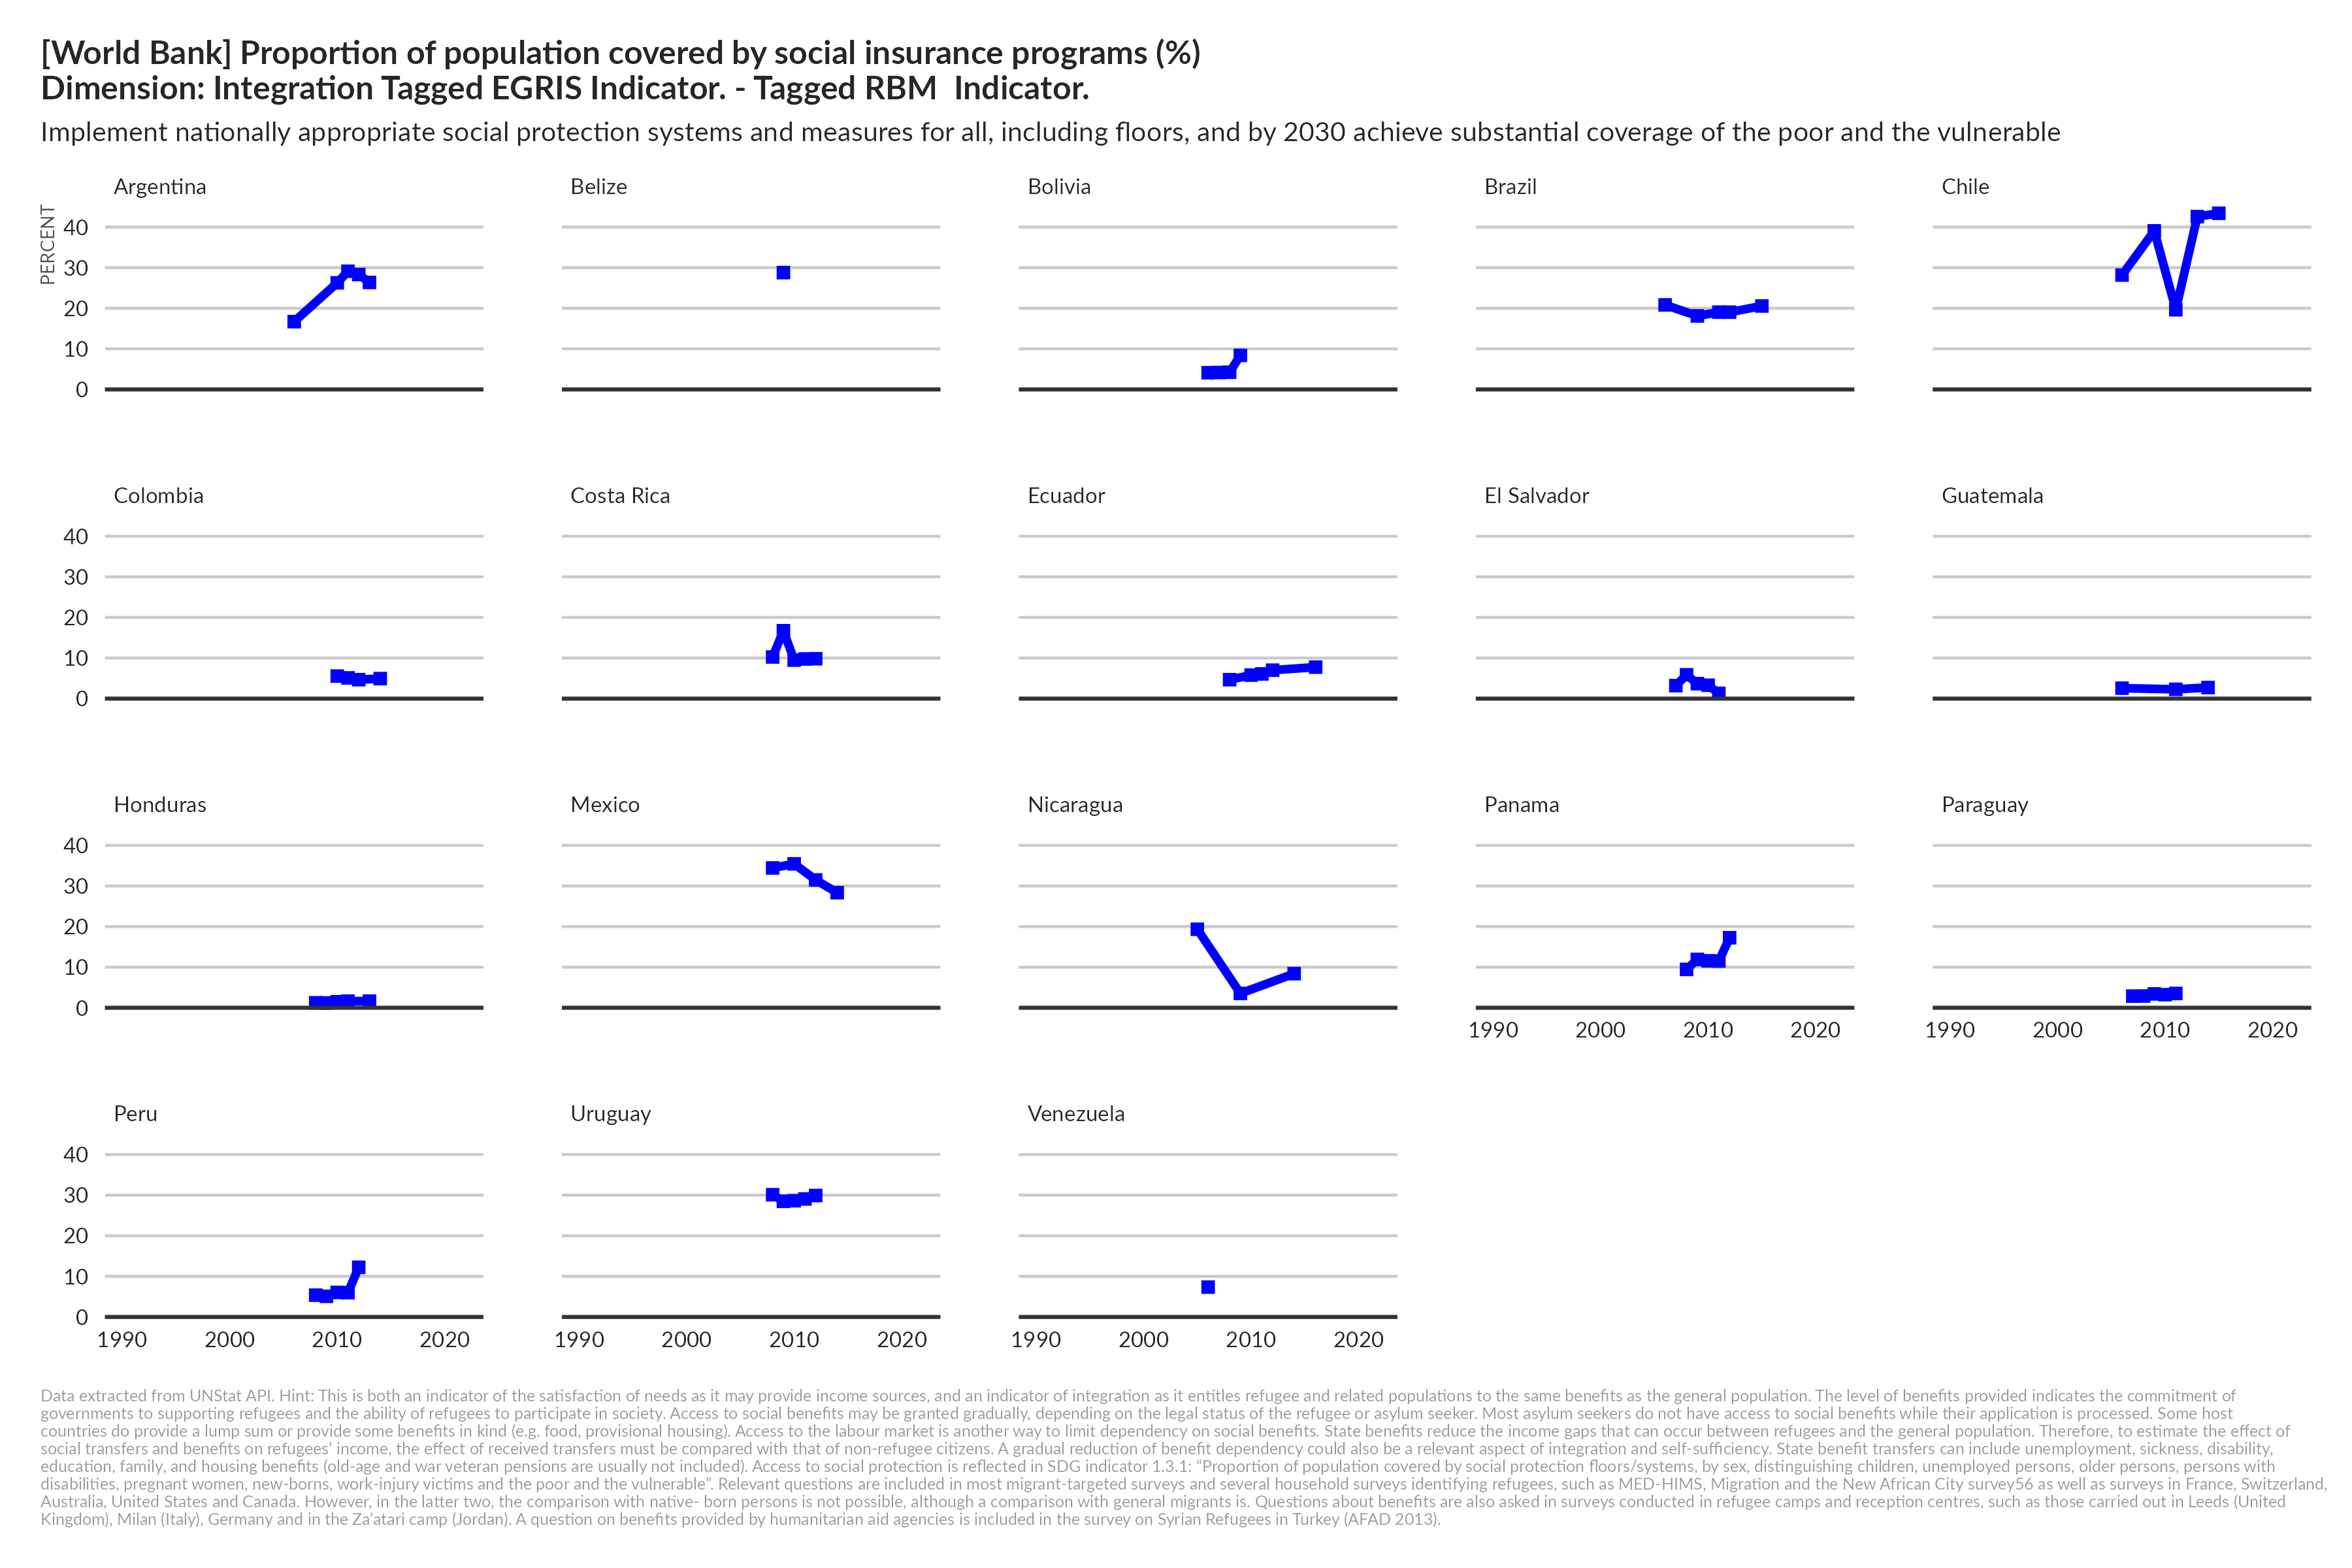 [World Bank] Proportion of population covered by social insurance programs (%)
Dimension: Integration Tagged EGRIS Indicator. - Tagged RBM  Indicator.
Implement nationally appropriate social protection systems and measures for all, including floors, and by 2030 achieve substantial coverage of the poor and the vulnerable
Argentina
Belize
Bolivia
Brazil
Chile
PERCENT
40
30
20
10
0
Colombia
Costa Rica
Ecuador
El Salvador
Guatemala
40
30
20
10
0
Honduras
Mexico
Nicaragua
Panama
Paraguay
40
30
20
10
0
1990 2000 2010 2020
1990 2000 2010 2020
Peru
Uruguay
Venezuela
40
30
20
10
0
1990 2000 2010 2020
1990 2000 2010 2020
1990 2000 2010 2020
Data extracted from UNStat API. Hint: This is both an indicator of the satisfaction of needs as it may provide income sources, and an indicator of integration as it entitles refugee and related populations to the same benefits as the general population. The level of benefits provided indicates the commitment of
governments to supporting refugees and the ability of refugees to participate in society. Access to social benefits may be granted gradually, depending on the legal status of the refugee or asylum seeker. Most asylum seekers do not have access to social benefits while their application is processed. Some host
countries do provide a lump sum or provide some benefits in kind (e.g. food, provisional housing). Access to the labour market is another way to limit dependency on social benefits. State benefits reduce the income gaps that can occur between refugees and the general population. Therefore, to estimate the effect of
social transfers and benefits on refugees' income, the effect of received transfers must be compared with that of non-refugee citizens. A gradual reduction of benefit dependency could also be a relevant aspect of integration and self-sufficiency. State benefit transfers can include unemployment, sickness, disability,
education, family, and housing benefits (old-age and war veteran pensions are usually not included). Access to social protection is reflected in SDG indicator 1.3.1: “Proportion of population covered by social protection floors/systems, by sex, distinguishing children, unemployed persons, older persons, persons with
disabilities, pregnant women, new-borns, work-injury victims and the poor and the vulnerable”. Relevant questions are included in most migrant-targeted surveys and several household surveys identifying refugees, such as MED-HIMS, Migration and the New African City survey56 as well as surveys in France, Switzerland,
Australia, United States and Canada. However, in the latter two, the comparison with native- born persons is not possible, although a comparison with general migrants is. Questions about benefits are also asked in surveys conducted in refugee camps and reception centres, such as those carried out in Leeds (United
Kingdom), Milan (Italy), Germany and in the Za’atari camp (Jordan). A question on benefits provided by humanitarian aid agencies is included in the survey on Syrian Refugees in Turkey (AFAD 2013).